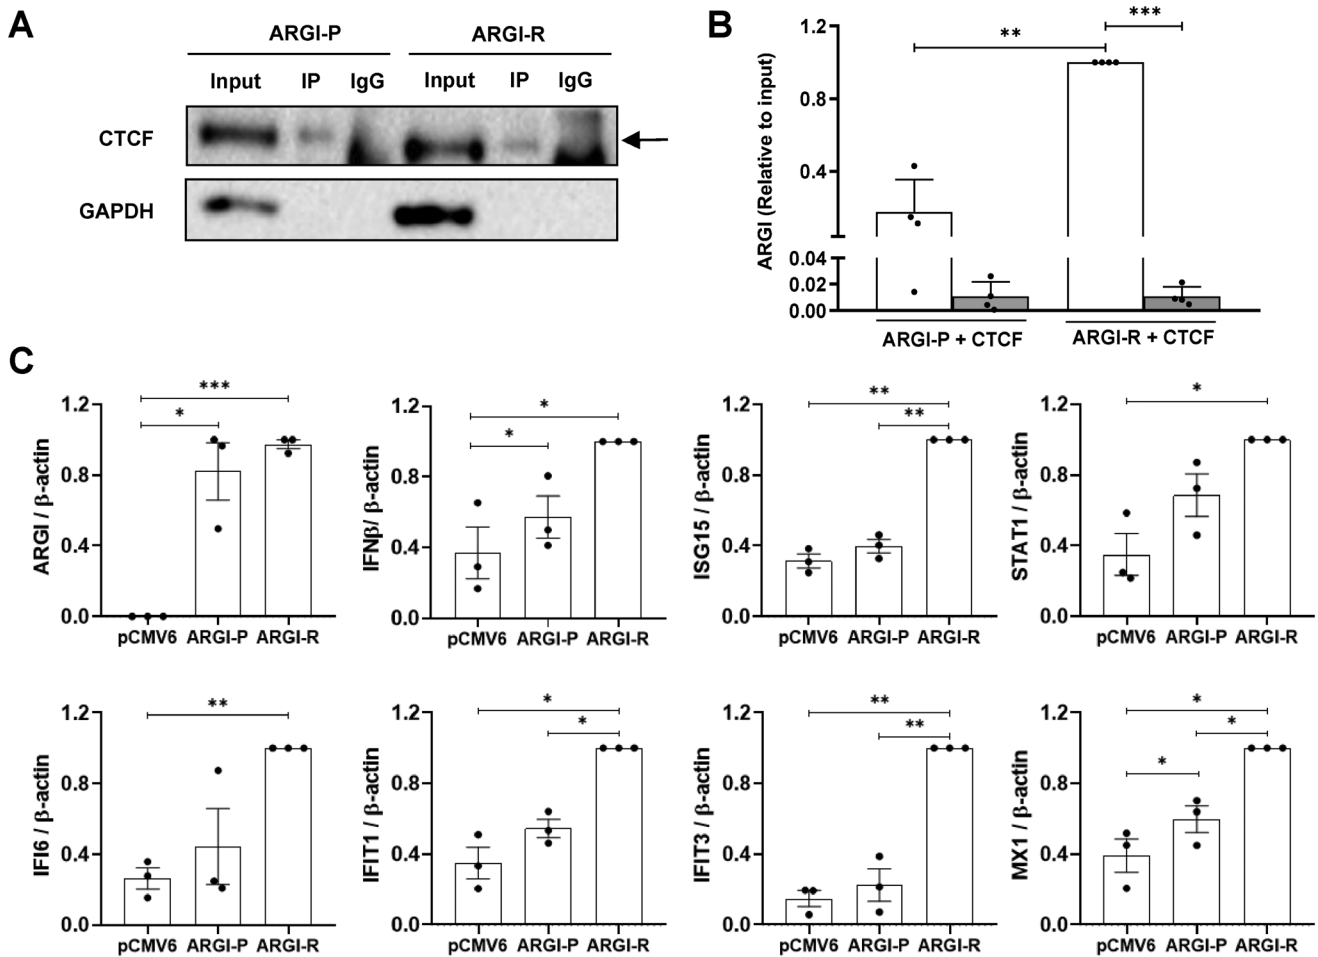 A
ARGI-P ARGI-R
Input IP IgG Input IP IgG
CTCF
GAPDH
B
ARGI (Relative to input)
1.2
0.8
0.4
0.04
0.02
0.00
** ***
ARGI-P + CTCF ARGI-R + CTCF
C
ARGI / β-actin
1.2
0.8
0.4
0.0
***
*
pCMV6 ARGI-P ARGI-R
IFNβ/ β-actin
1.2
0.8
0.4
0.0
*
*
pCMV6 ARGI-P ARGI-R
ISG15 / β-actin
1.2
0.8
0.4
0.0
**
**
pCMV6 ARGI-P ARGI-R
STAT1 / β-actin
1.2
0.8
0.4
0.0
*
pCMV6 ARGI-P ARGI-R
IFI6 / β-actin
1.2
0.8
0.4
0.0
**
pCMV6 ARGI-P ARGI-R
IFIT1 / β-actin
1.2
0.8
0.4
0.0
*
*
pCMV6 ARGI-P ARGI-R
IFIT3 / β-actin
1.2
0.8
0.4
0.0
**
**
pCMV6 ARGI-P ARGI-R
MX1 / β-actin
1.2
0.8
0.4
0.0
*
*
*
pCMV6 ARGI-P ARGI-R